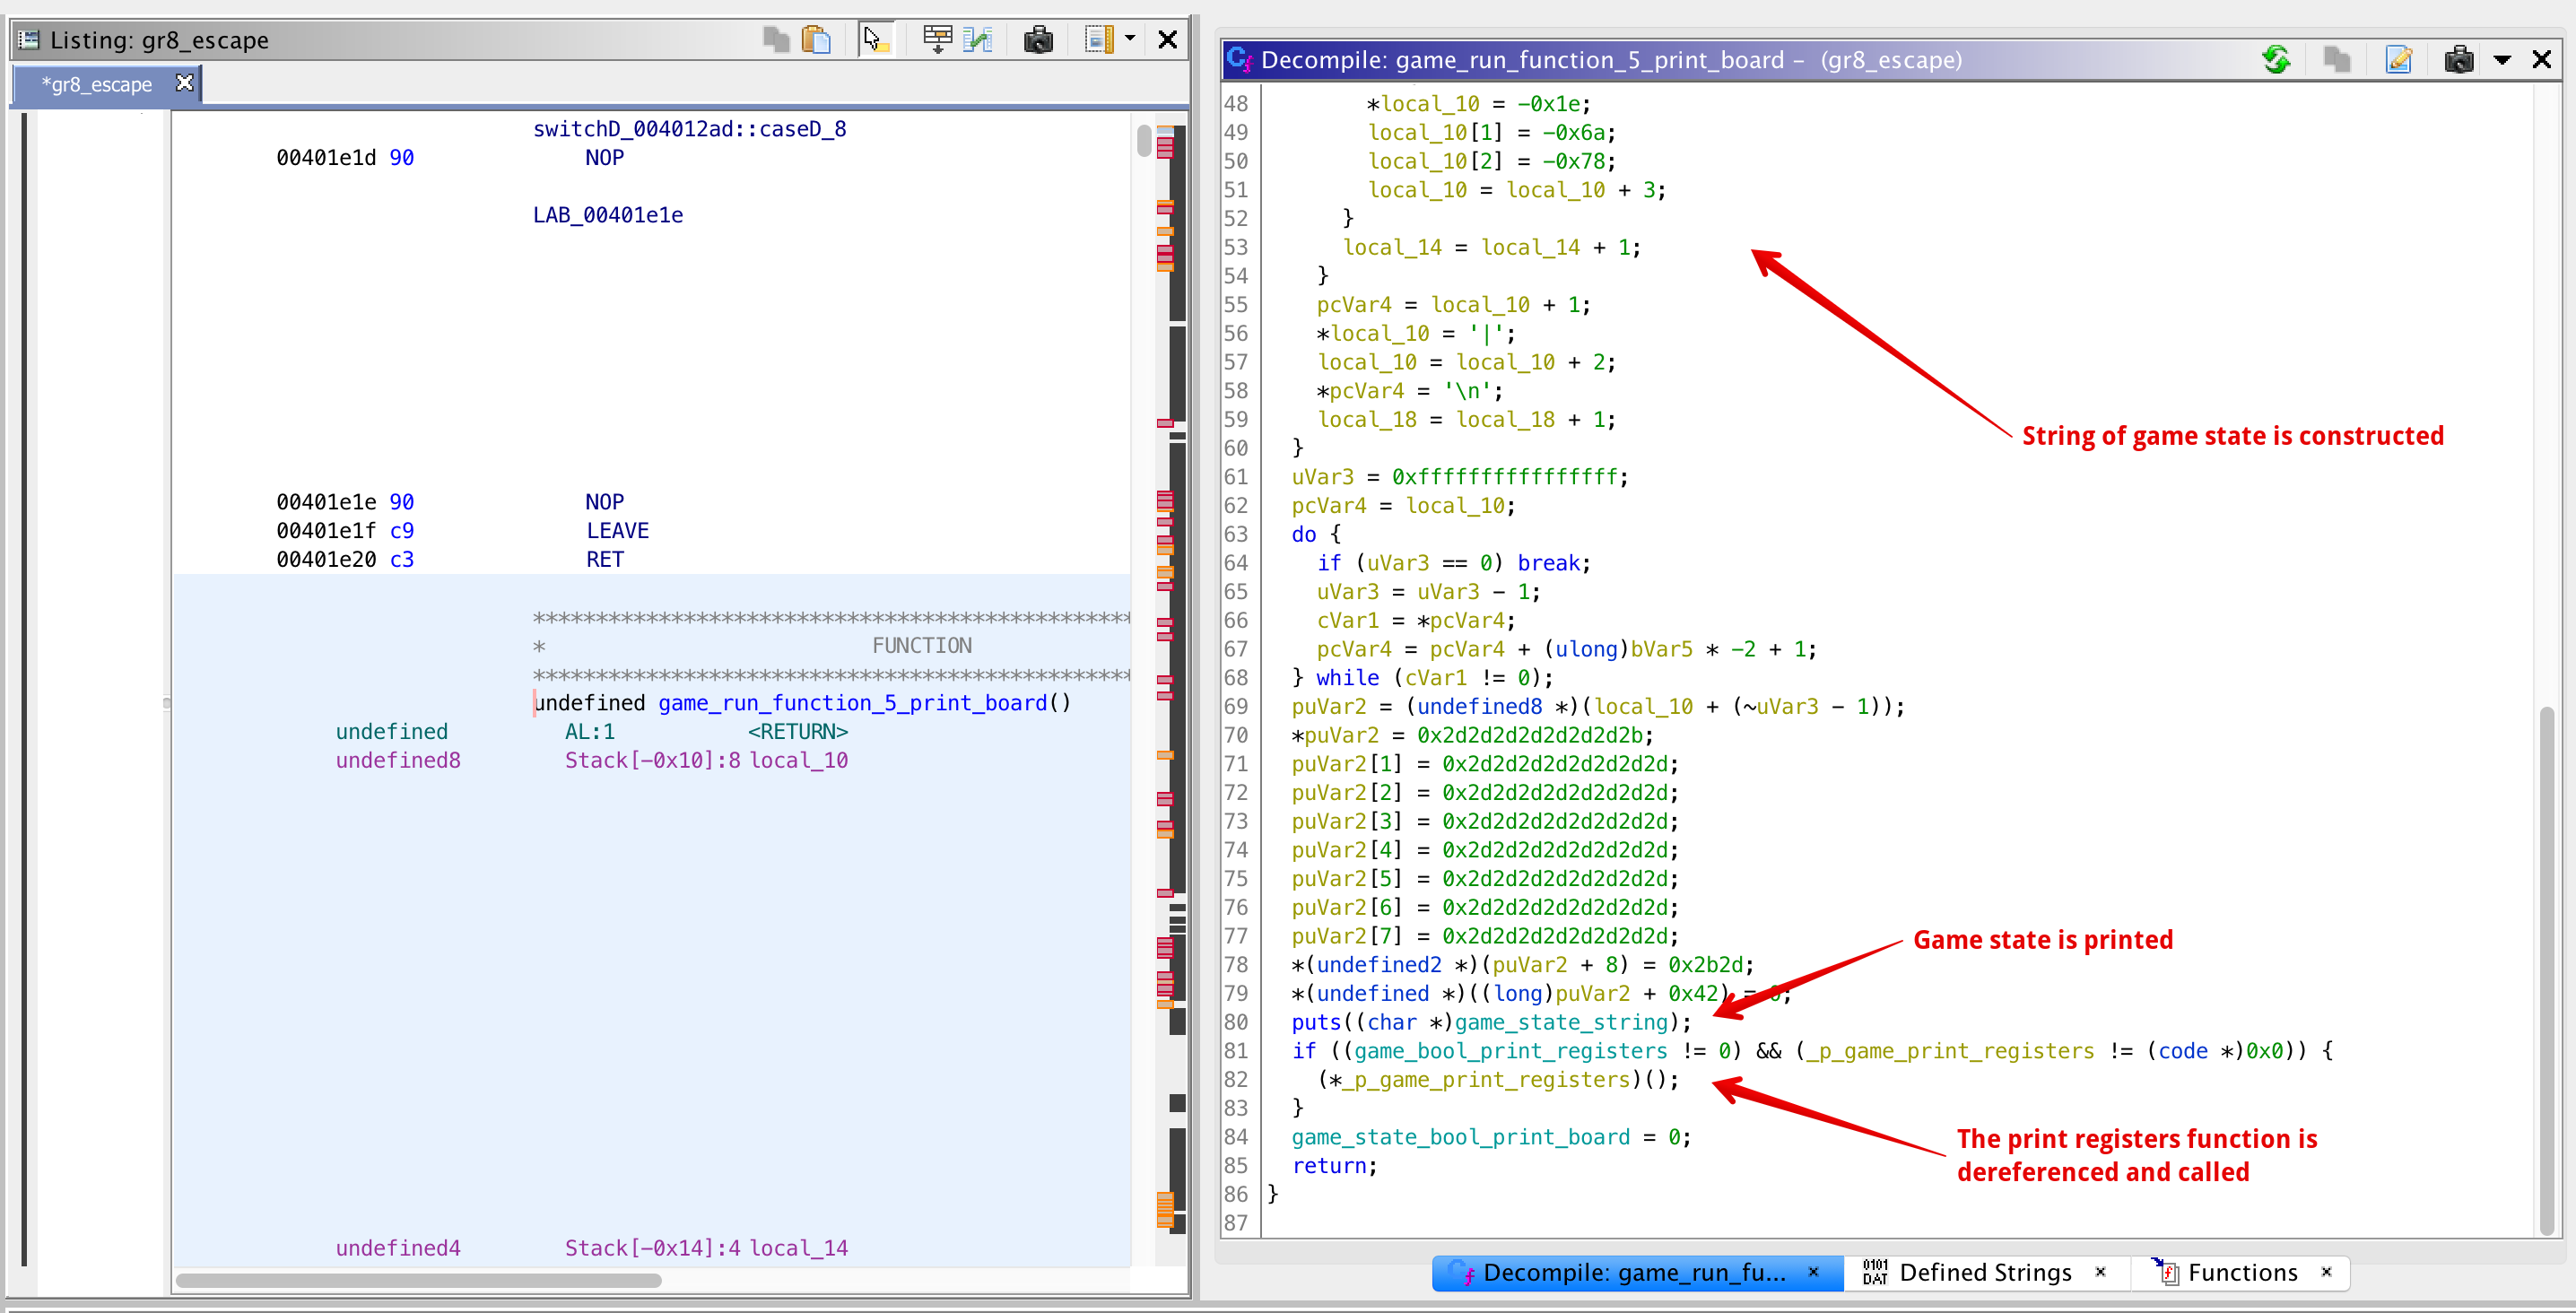 Listing: gr8_escape
*gr8_escape
switchD_004012ad::caseD_8
00401e1d 90 NOP
LAB_00401e1e
00401e1e 90 NOP
00401e1f c9 LEAVE
00401e20 c3 RET
************************************************
* FUNCTION
************************************************
undefined game_run_function_5_print_board()
undefined AL:1 <RETURN>
undefined8 Stack[-0x10]:8 local_10
undefined4 Stack[-0x14]:4 local_14
Decompile: game_run_function_5_print_board – (gr8_escape)
48 *local_10 = -0x1e;
49 local_10[1] = -0x6a;
50 local_10[2] = -0x78;
51 local_10 = local_10 + 3;
52 }
53 local_14 = local_14 + 1;
54 }
55 pcVar4 = local_10 + 1;
56 *local_10 = '|';
57 local_10 = local_10 + 2;
58 *pcVar4 = '\n';
59 local_18 = local_18 + 1;
60 }
61 uVar3 = 0xffffffffffffffff;
62 pcVar4 = local_10;
63 do {
64 if (uVar3 == 0) break;
65 uVar3 = uVar3 - 1;
66 cVar1 = *pcVar4;
67 pcVar4 = pcVar4 + (ulong)bVar5 * -2 + 1;
68 } while (cVar1 != 0);
69 puVar2 = (undefined8 *)(local_10 + (~uVar3 - 1));
70 *puVar2 = 0x2d2d2d2d2d2d2d2b;
71 puVar2[1] = 0x2d2d2d2d2d2d2d2d;
72 puVar2[2] = 0x2d2d2d2d2d2d2d2d;
73 puVar2[3] = 0x2d2d2d2d2d2d2d2d;
74 puVar2[4] = 0x2d2d2d2d2d2d2d2d;
75 puVar2[5] = 0x2d2d2d2d2d2d2d2d;
76 puVar2[6] = 0x2d2d2d2d2d2d2d2d;
77 puVar2[7] = 0x2d2d2d2d2d2d2d2d;
78 *(undefined2 *)(puVar2 + 8) = 0x2b2d;
79 *(undefined *)((long)puVar2 + 0x42) = 0;
80 puts((char *)game_state_string);
81 if ((game_bool_print_registers != 0) && (_p_game_print_registers != (code *)0x0)) {
82 (*_p_game_print_registers)();
83 }
84 game_state_bool_print_board = 0;
85 return;
86 }
87
String of game state is constructed
Game state is printed
The print registers function is
dereferenced and called
Decompile: game_run_fu...
Defined Strings
Functions